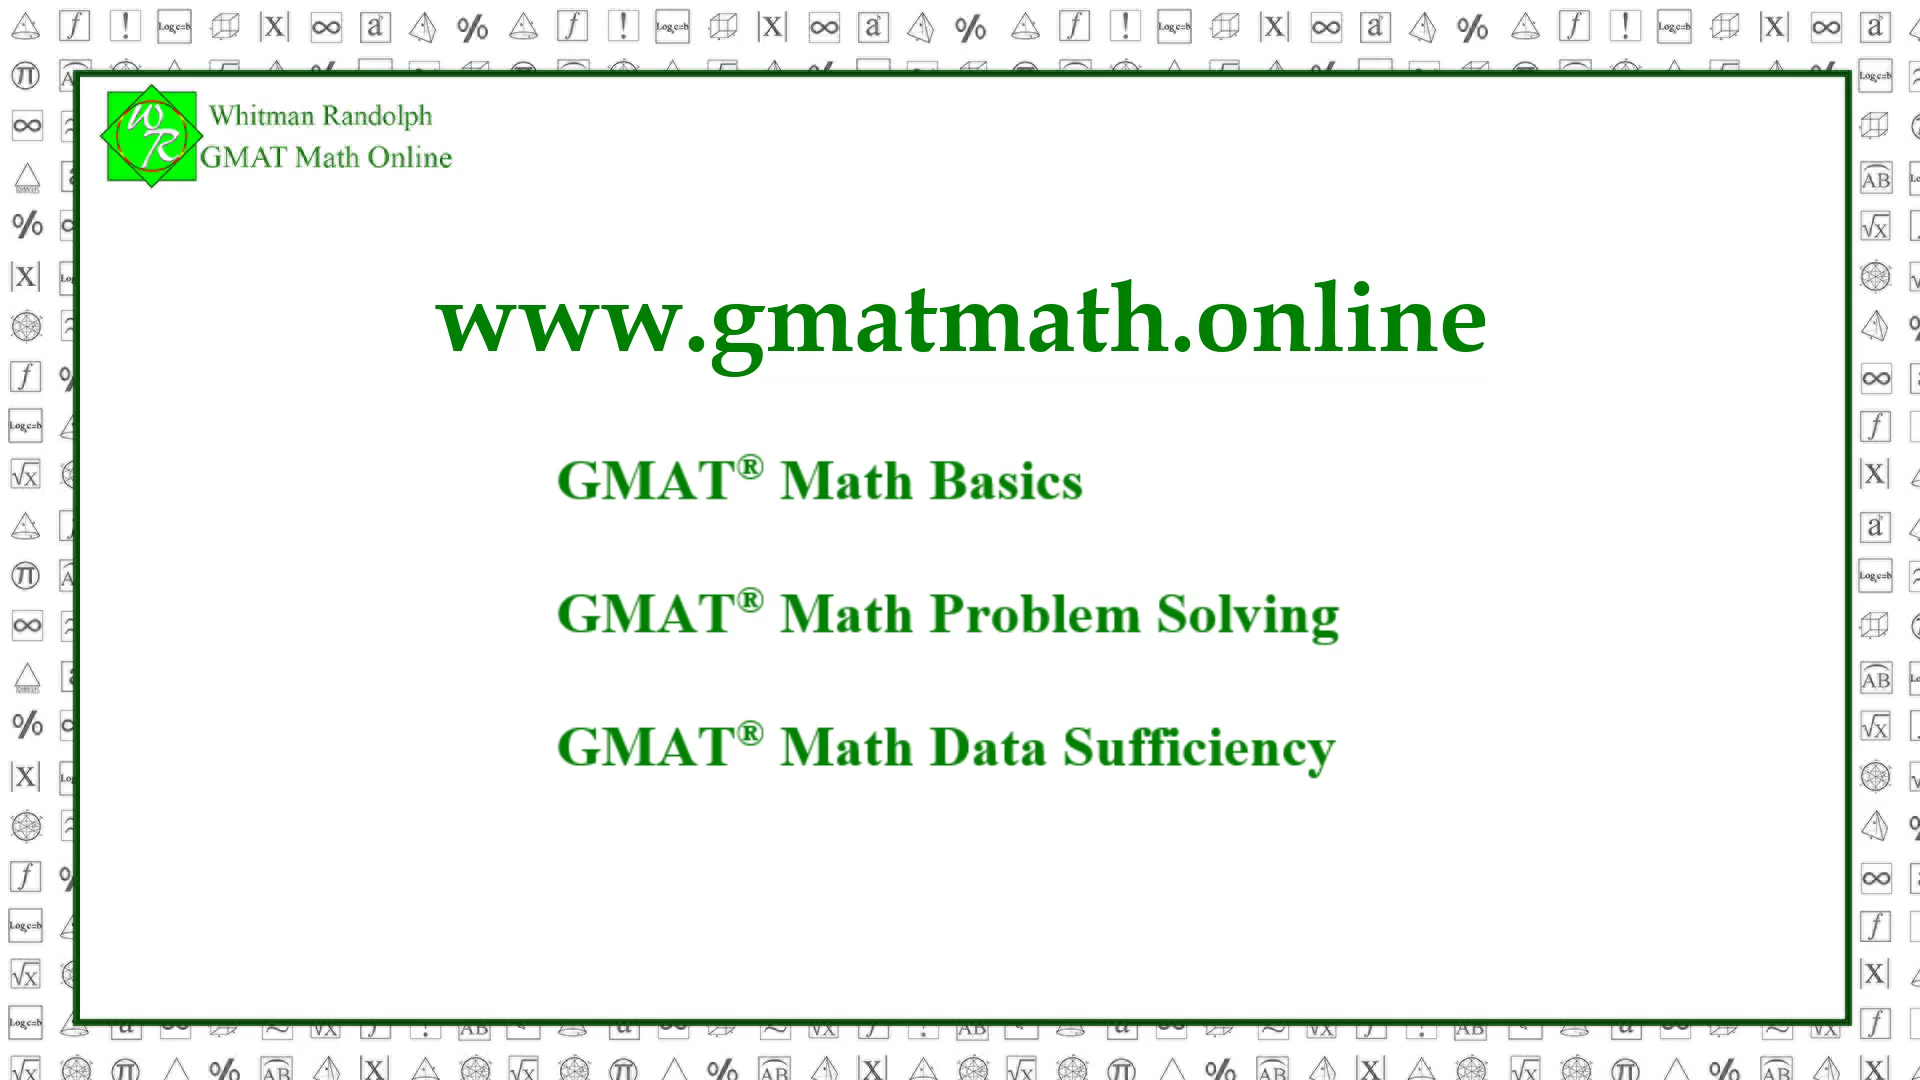 Whitman Randolph
GMAT Math Online
www.gmatmath.online
GMAT® Math Basics
GMAT® Math Problem Solving
GMAT® Math Data Sufficiency